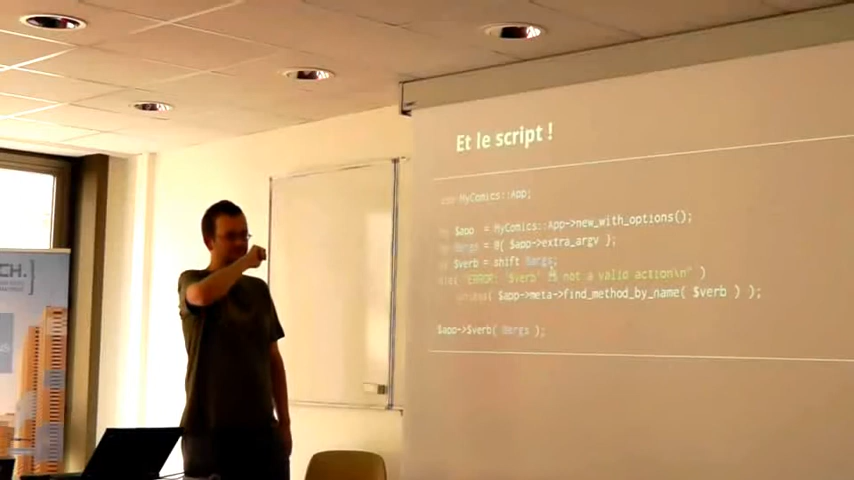 Et le script !
use MyComics::App;
my $app = MyComics::App->new_with_options();
my @args = @{ $app->extra_argv };
my $verb = shift @args;
die( "ERROR: '$verb' is not a valid action\n" )
unless( $app->meta->find_method_by_name( $verb ) );
$app->$verb( @args );
CH.